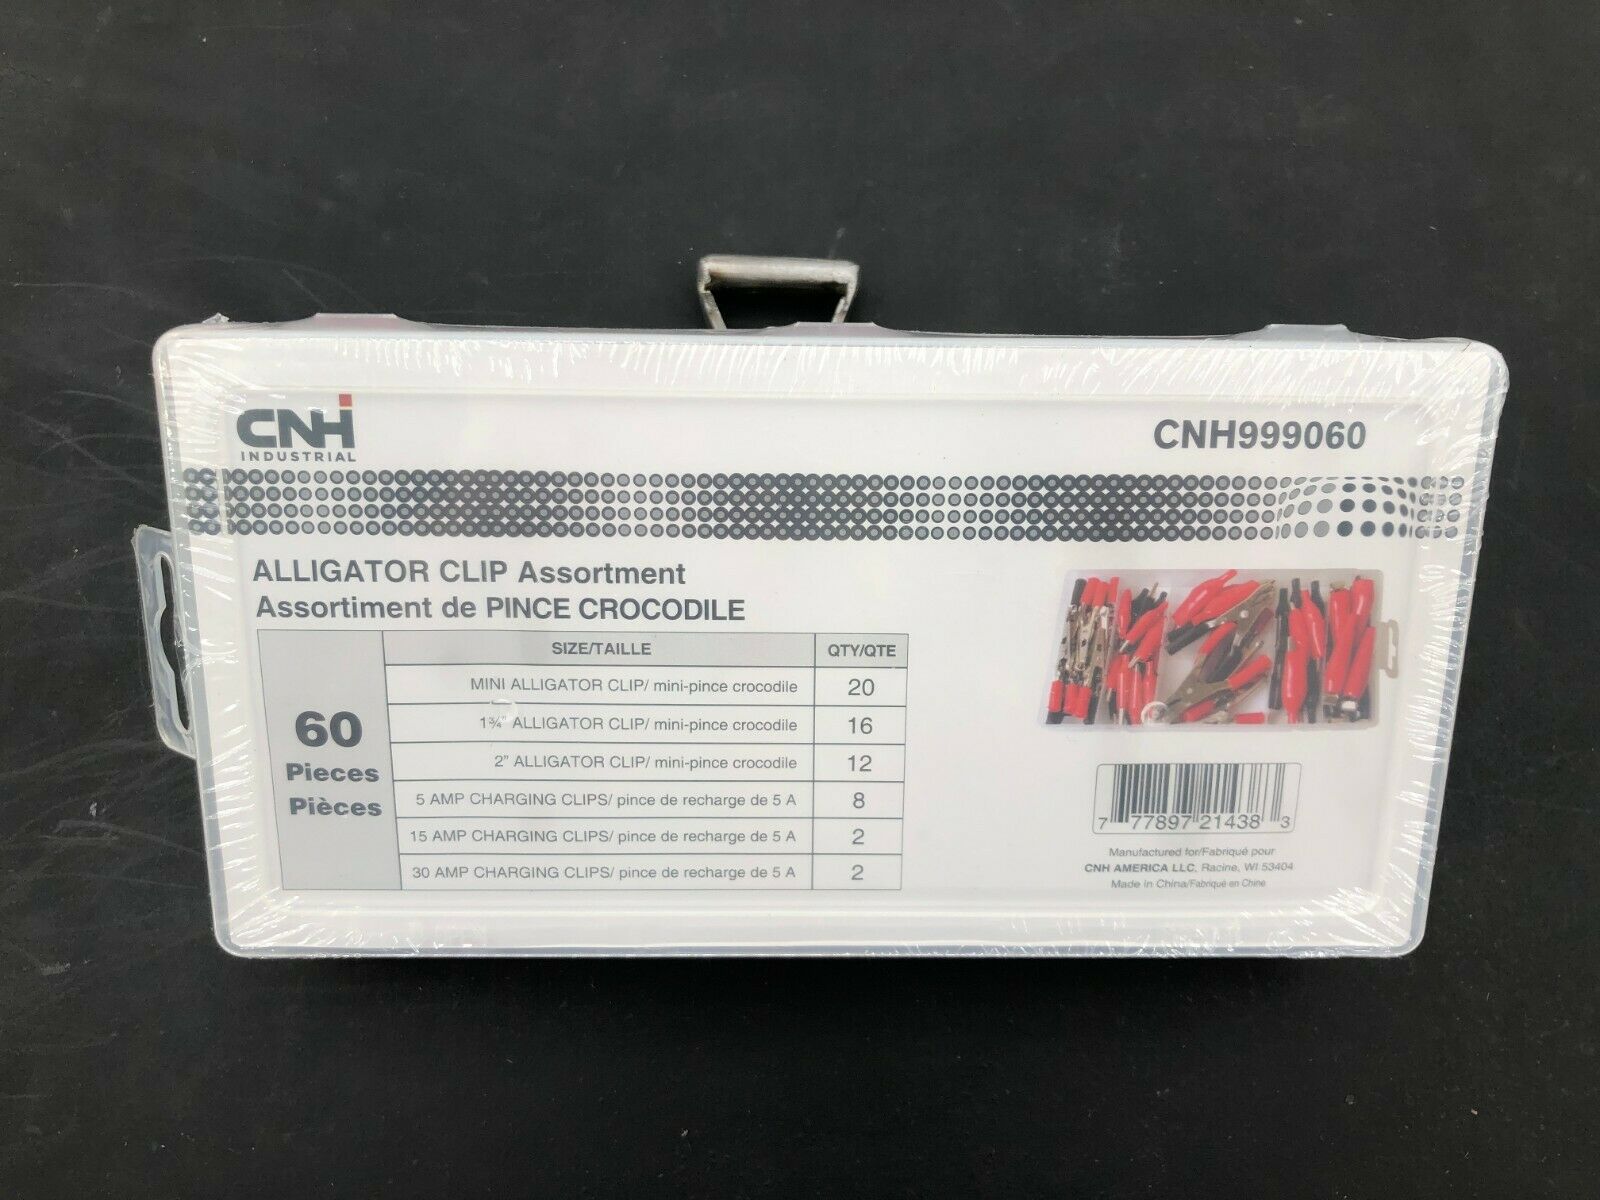 CNH
INDUSTRIAL
CNH999060
ALLIGATOR CLIP Assortment
Assortiment de PINCE CROCODILE
60
Pieces
Pièces
SIZE/TAILLE QTY/QTE
MINI ALLIGATOR CLIP/ mini-pince crocodile 20
1¾" ALLIGATOR CLIP/ mini-pince crocodile 16
2" ALLIGATOR CLIP/ mini-pince crocodile 12
5 AMP CHARGING CLIPS/ pince de recharge de 5 A 8
15 AMP CHARGING CLIPS/ pince de recharge de 5 A 2
30 AMP CHARGING CLIPS/ pince de recharge de 5 A 2
7 77897 21438 3
Manufactured for/Fabriqué pour
CNH AMERICA LLC, Racine, WI 53404
Made in China/Fabriqué en Chine